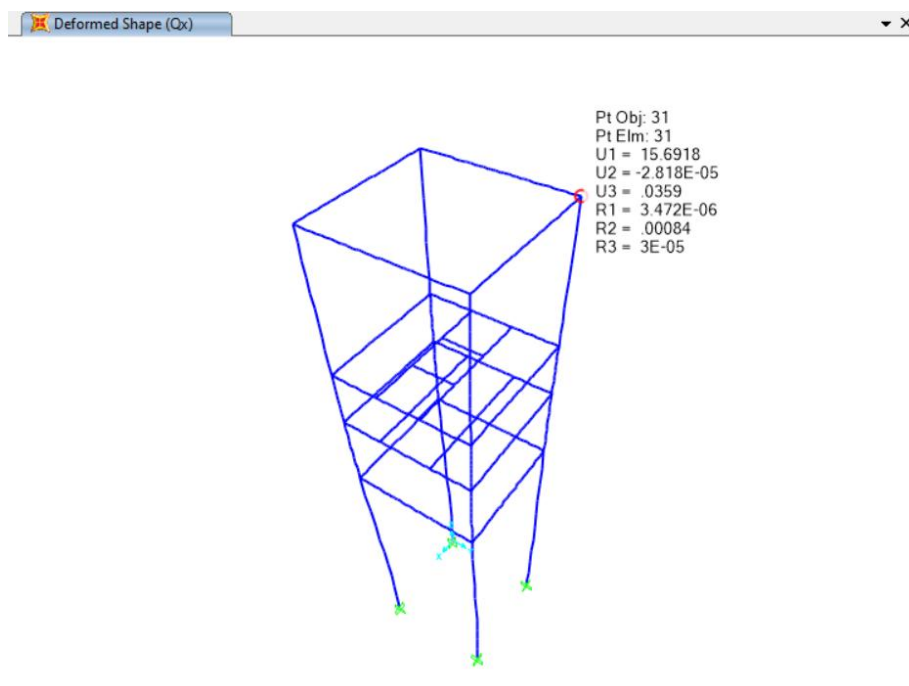 Deformed Shape (Qx)
Pt Obj: 31
Pt Elm: 31
U1 = 15.6918
U2 = -2.818E-05
U3 = .0359
R1 = 3.472E-06
R2 = .00084
R3 = 3E-05
x